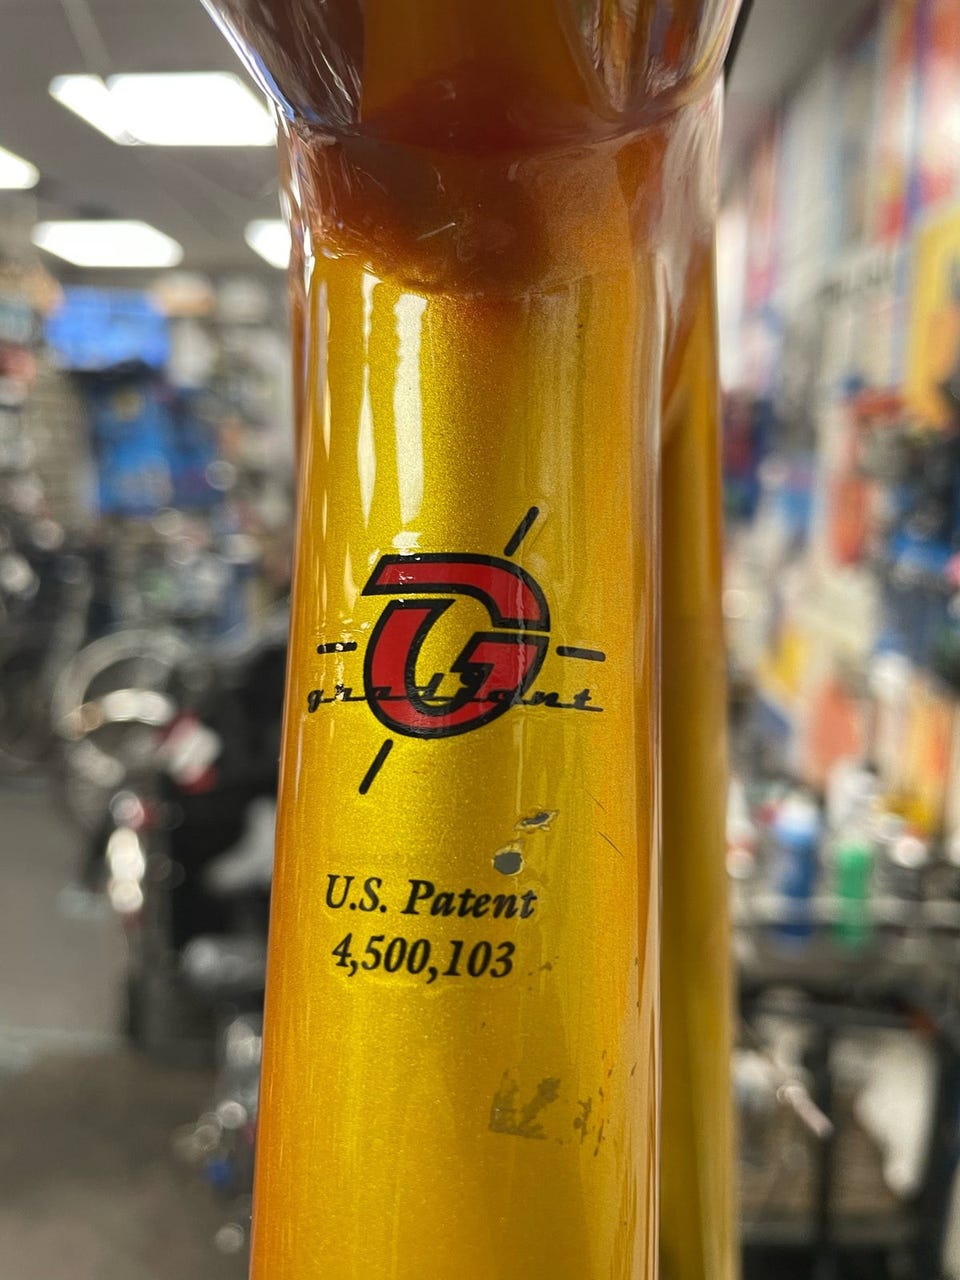 G
gradient
U.S. Patent
4,500,103